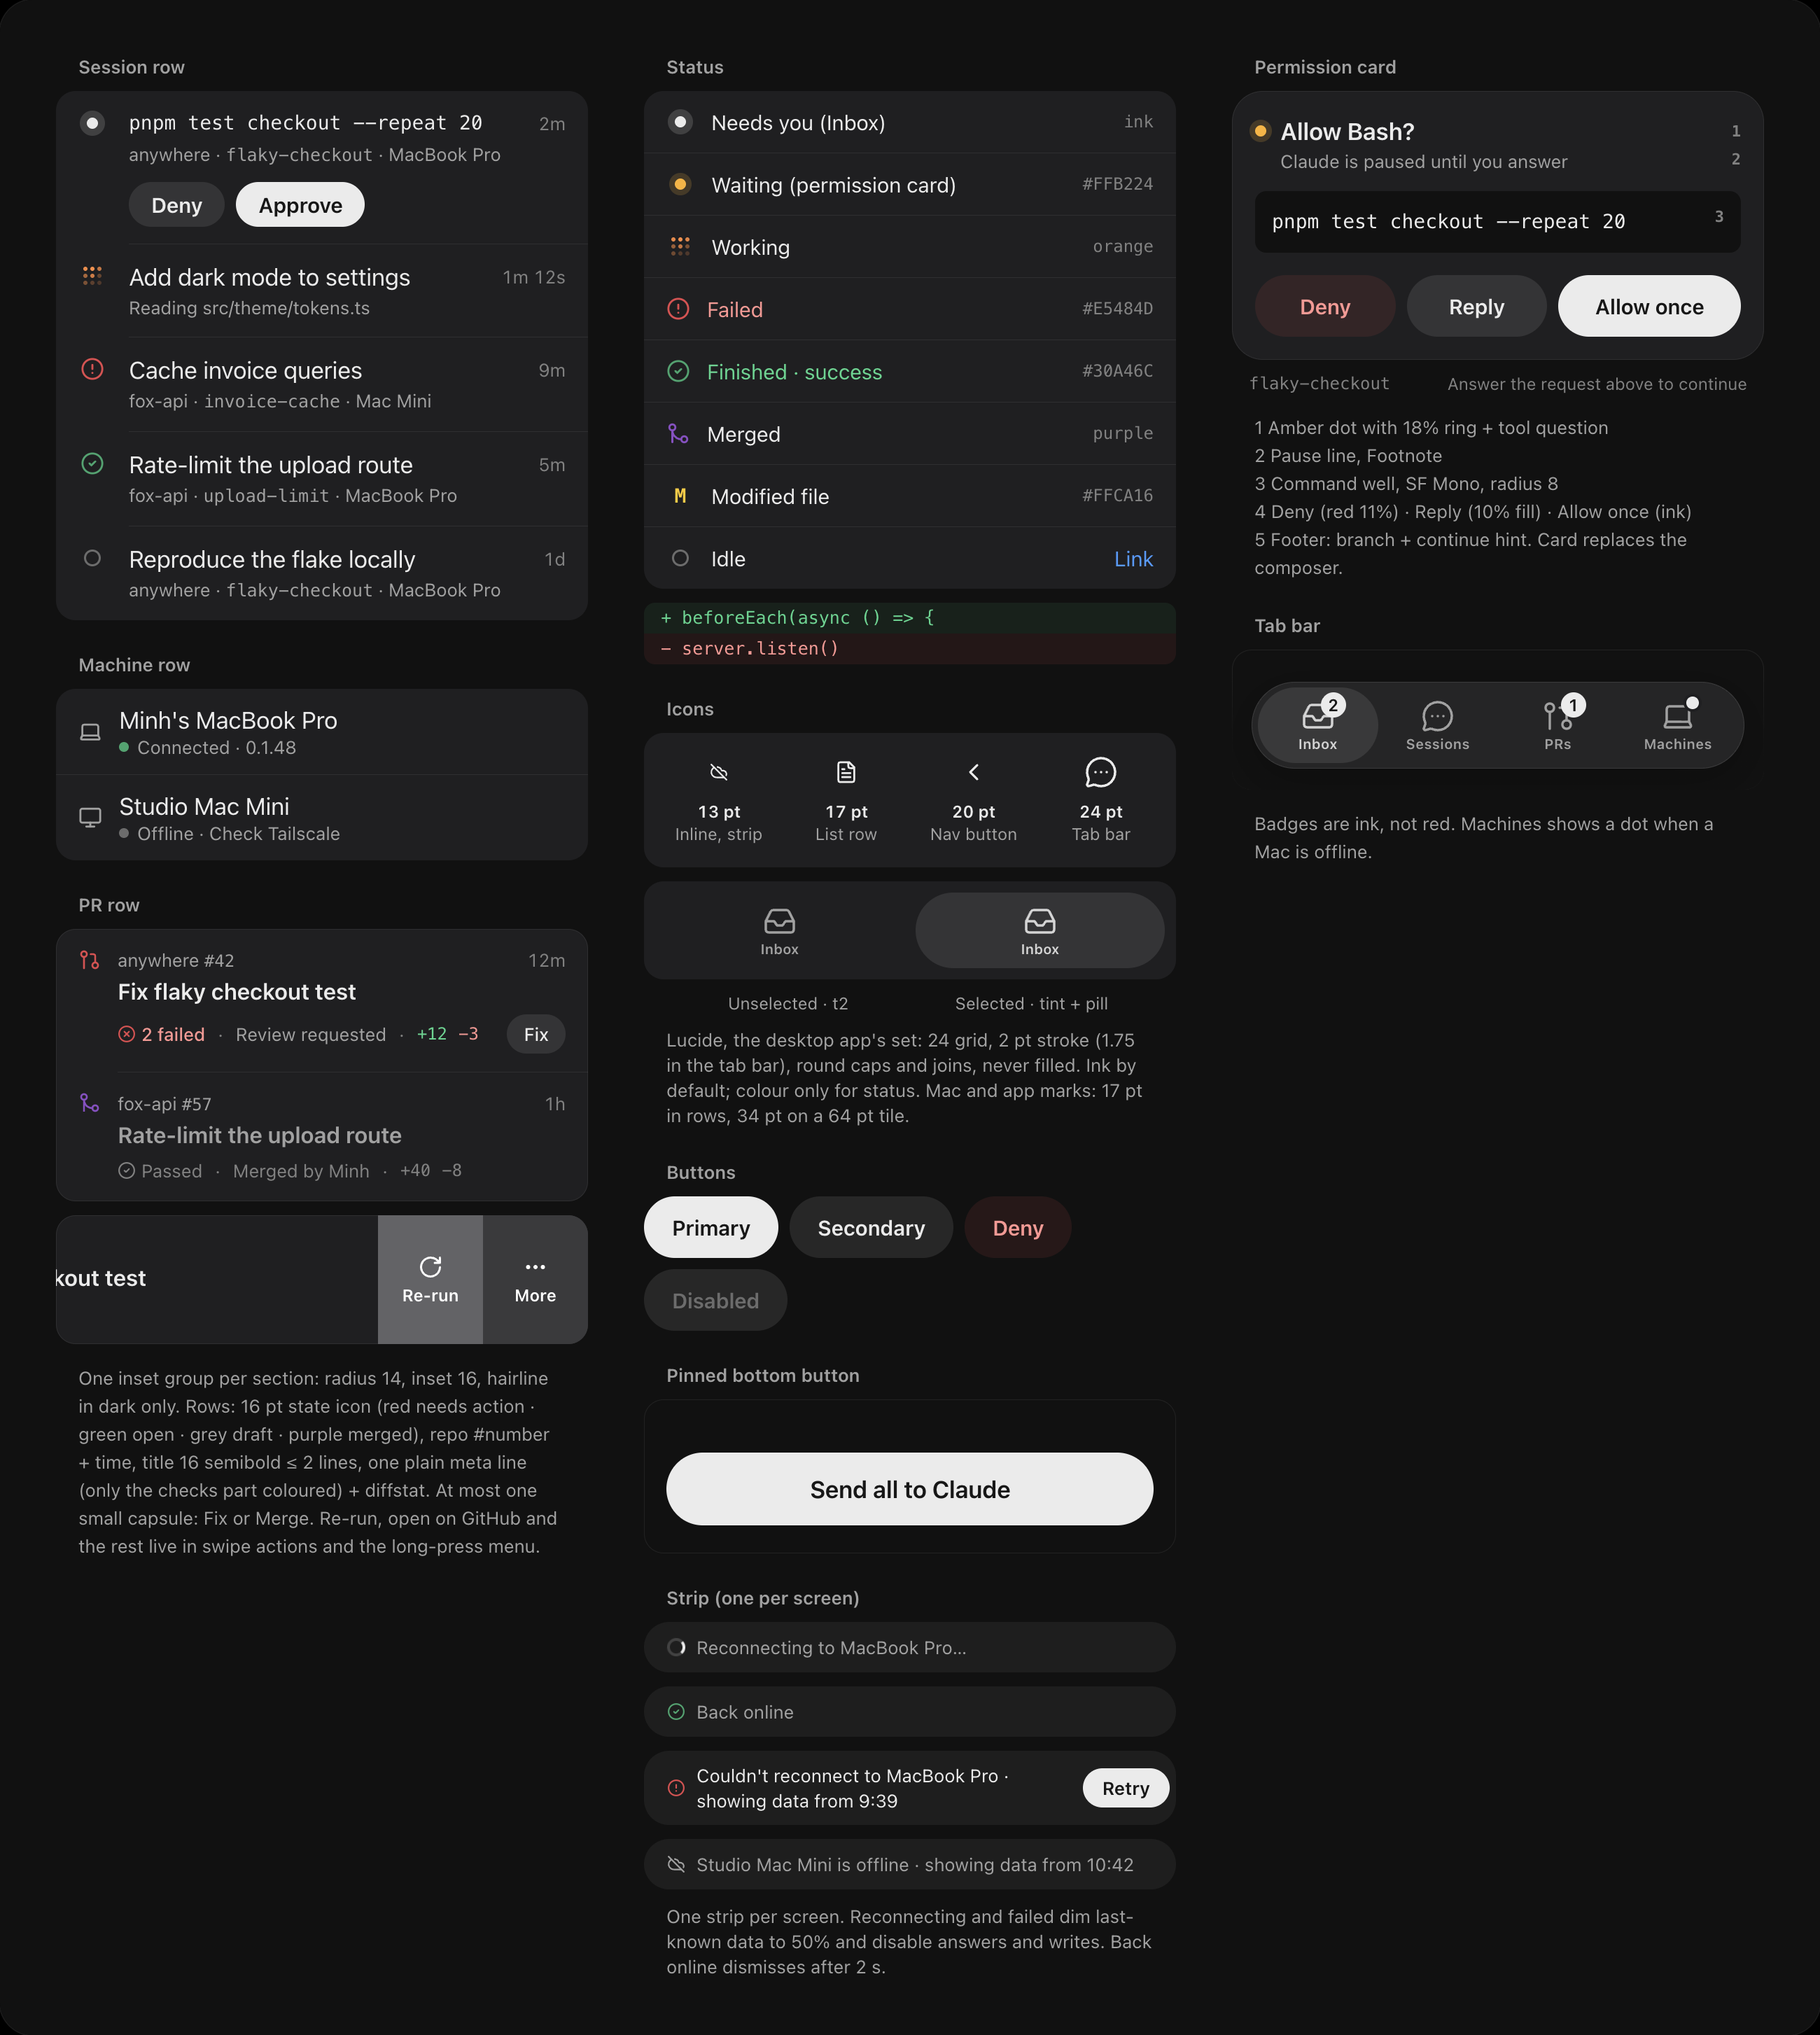 Session row
pnpm test checkout --repeat 20
2m
anywhere · flaky-checkout · MacBook Pro
Deny
Approve
Add dark mode to settings
1m 12s
Reading src/theme/tokens.ts
Cache invoice queries
9m
fox-api · invoice-cache · Mac Mini
Rate-limit the upload route
5m
fox-api · upload-limit · MacBook Pro
Reproduce the flake locally
1d
anywhere · flaky-checkout · MacBook Pro
Machine row
Minh's MacBook Pro
Connected · 0.1.48
Studio Mac Mini
Offline · Check Tailscale
PR row
anywhere #42
12m
Fix flaky checkout test
2 failed · Review requested · +12 −3
Fix
fox-api #57
1h
Rate-limit the upload route
Passed · Merged by Minh · +40 −8
kout test
Re-run
More
One inset group per section: radius 14, inset 16, hairline
in dark only. Rows: 16 pt state icon (red needs action ·
green open · grey draft · purple merged), repo #number
+ time, title 16 semibold ≤ 2 lines, one plain meta line
(only the checks part coloured) + diffstat. At most one
small capsule: Fix or Merge. Re-run, open on GitHub and
the rest live in swipe actions and the long-press menu.
Status
Needs you (Inbox)
ink
Waiting (permission card)
#FFB224
Working
orange
Failed
#E5484D
Finished · success
#30A46C
Merged
purple
M
Modified file
#FFCA16
Idle
Link
+ beforeEach(async () => {
− server.listen()
Icons
13 pt
Inline, strip
17 pt
List row
20 pt
Nav button
24 pt
Tab bar
Inbox
Inbox
Unselected · t2
Selected · tint + pill
Lucide, the desktop app's set: 24 grid, 2 pt stroke (1.75
in the tab bar), round caps and joins, never filled. Ink by
default; colour only for status. Mac and app marks: 17 pt
in rows, 34 pt on a 64 pt tile.
Buttons
Primary
Secondary
Deny
Disabled
Pinned bottom button
Send all to Claude
Strip (one per screen)
Reconnecting to MacBook Pro…
Back online
Couldn't reconnect to MacBook Pro ·
showing data from 9:39
Retry
Studio Mac Mini is offline · showing data from 10:42
One strip per screen. Reconnecting and failed dim last-
known data to 50% and disable answers and writes. Back
online dismisses after 2 s.
Permission card
Allow Bash?
1
Claude is paused until you answer
2
pnpm test checkout --repeat 20
3
Deny
Reply
Allow once
flaky-checkout
Answer the request above to continue
1 Amber dot with 18% ring + tool question
2 Pause line, Footnote
3 Command well, SF Mono, radius 8
4 Deny (red 11%) · Reply (10% fill) · Allow once (ink)
5 Footer: branch + continue hint. Card replaces the
composer.
Tab bar
2
Inbox
Sessions
1
PRs
Machines
Badges are ink, not red. Machines shows a dot when a
Mac is offline.